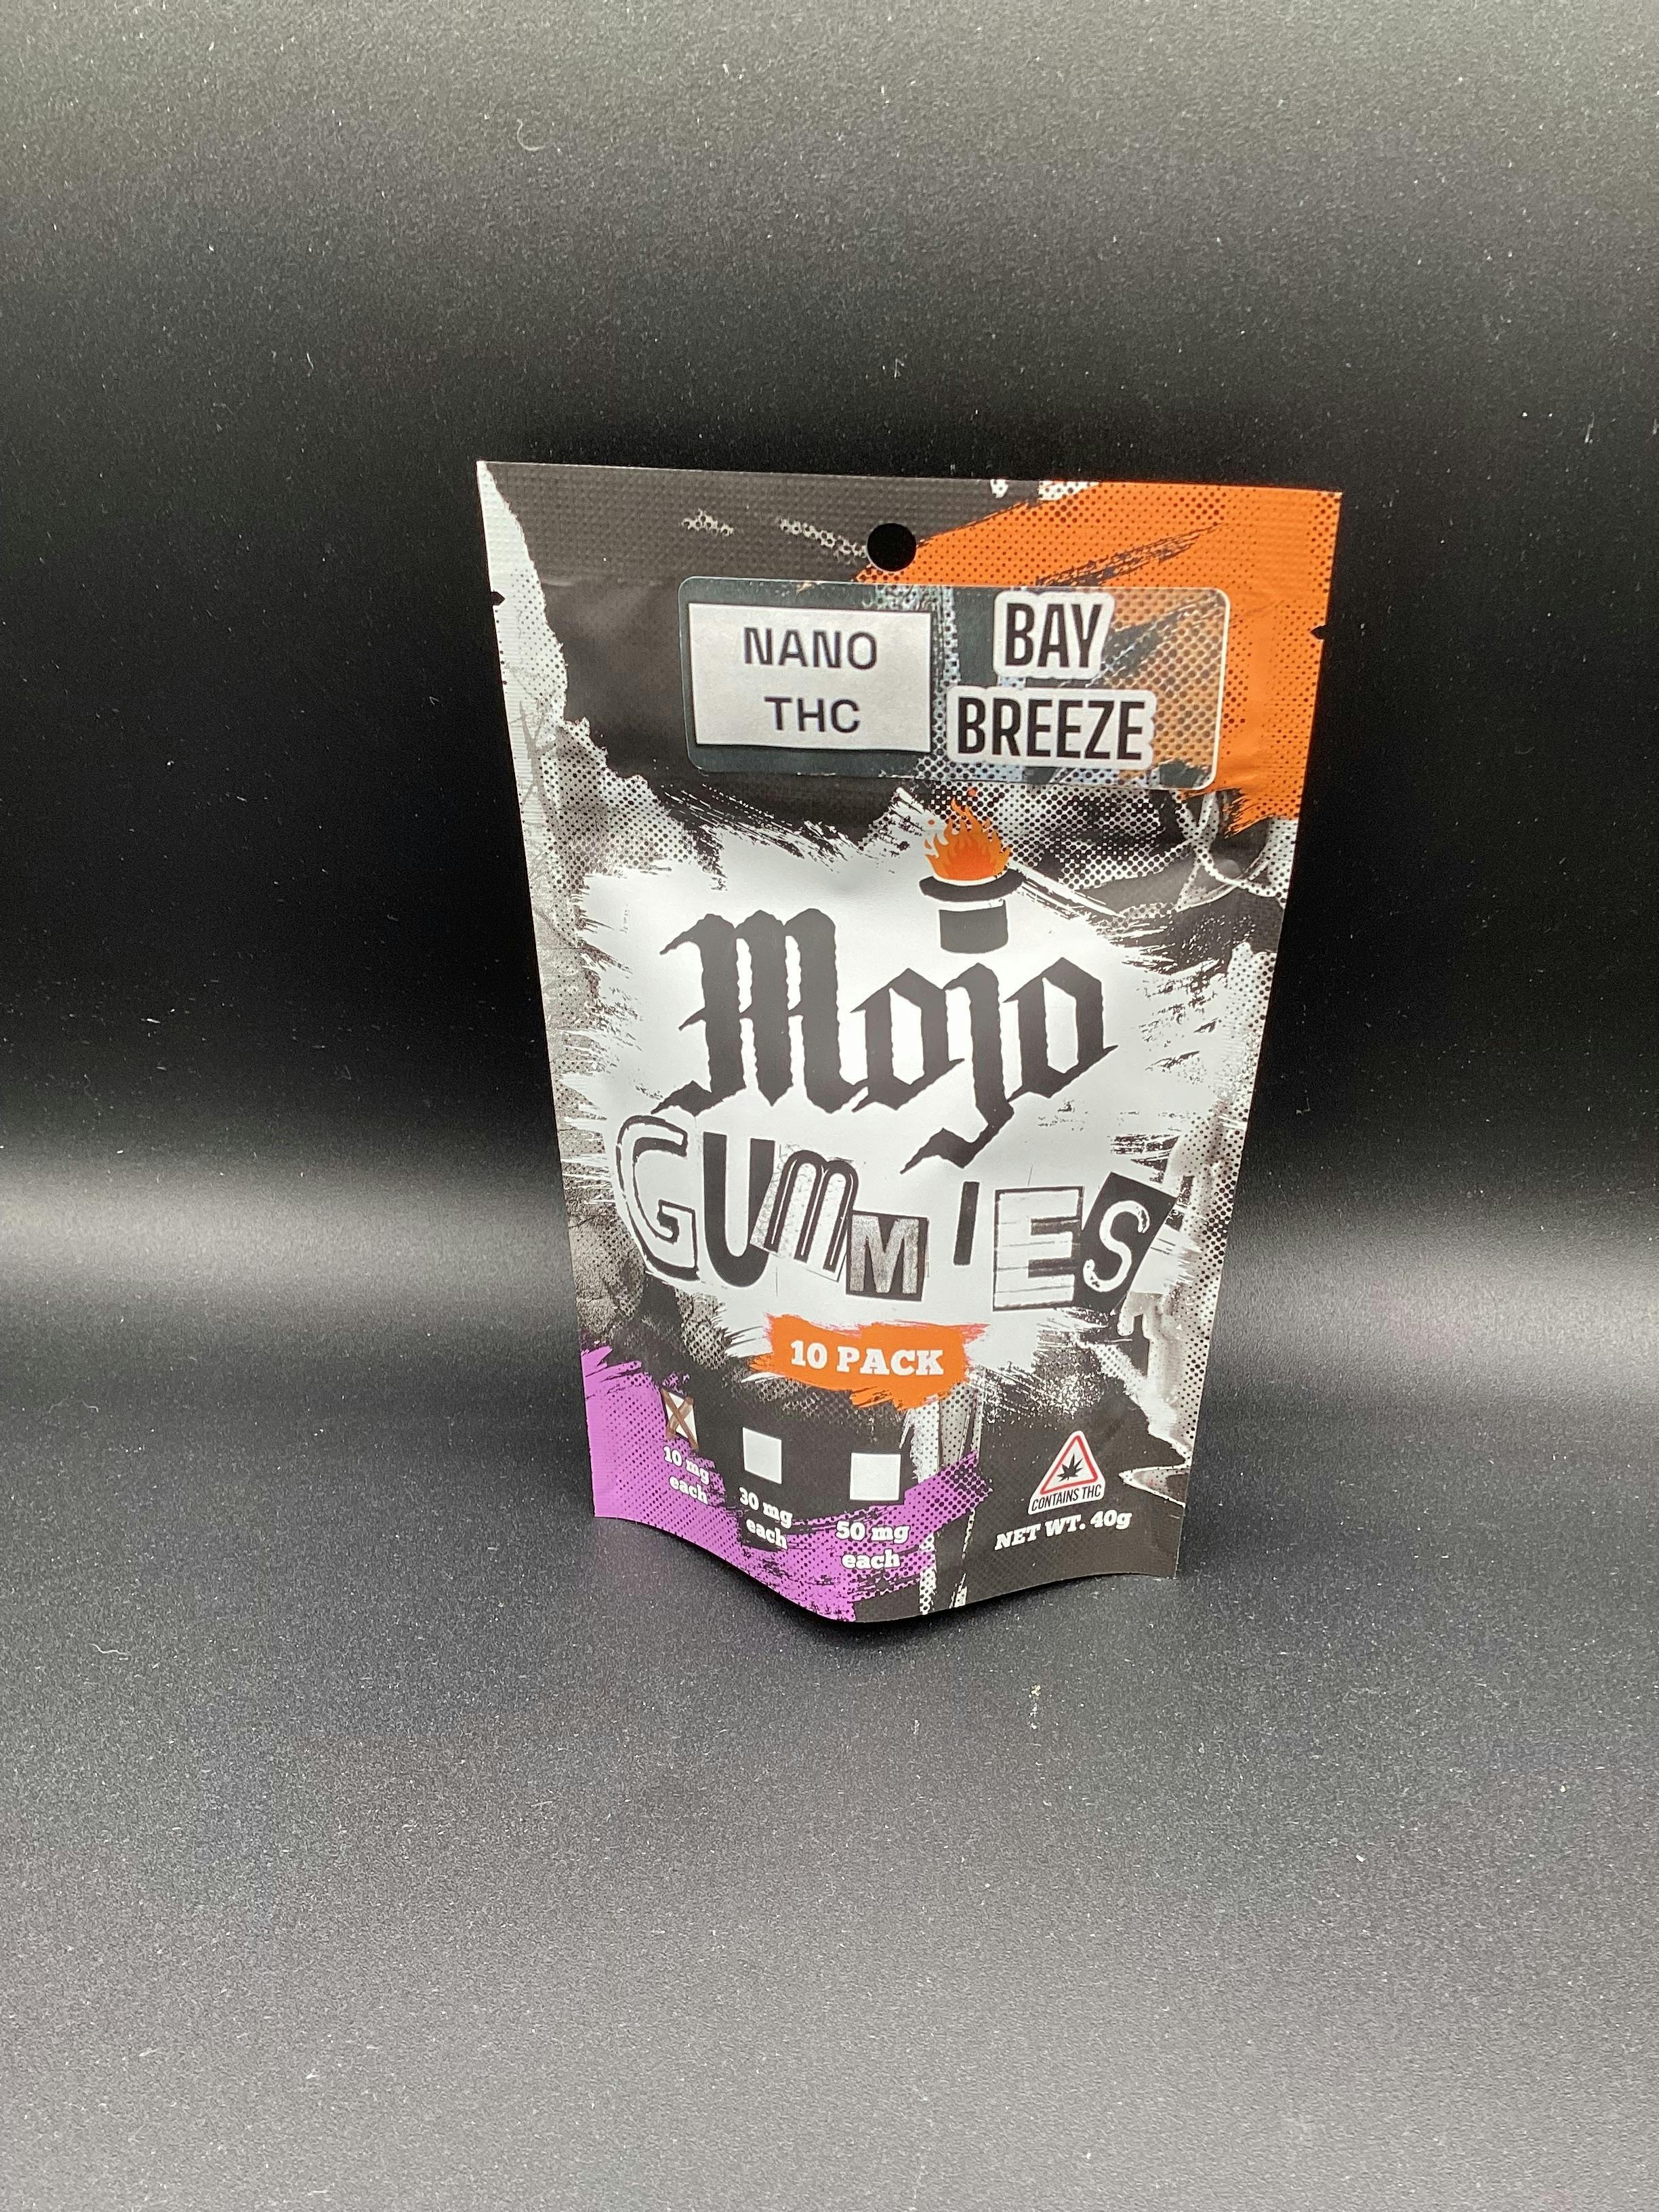 NANO
THC
BAY
BREEZE
Mojo
GUMMIES
10 PACK
10 mg
each
30 mg
each
50 mg
each
CONTAINS THC
NET WT. 40g